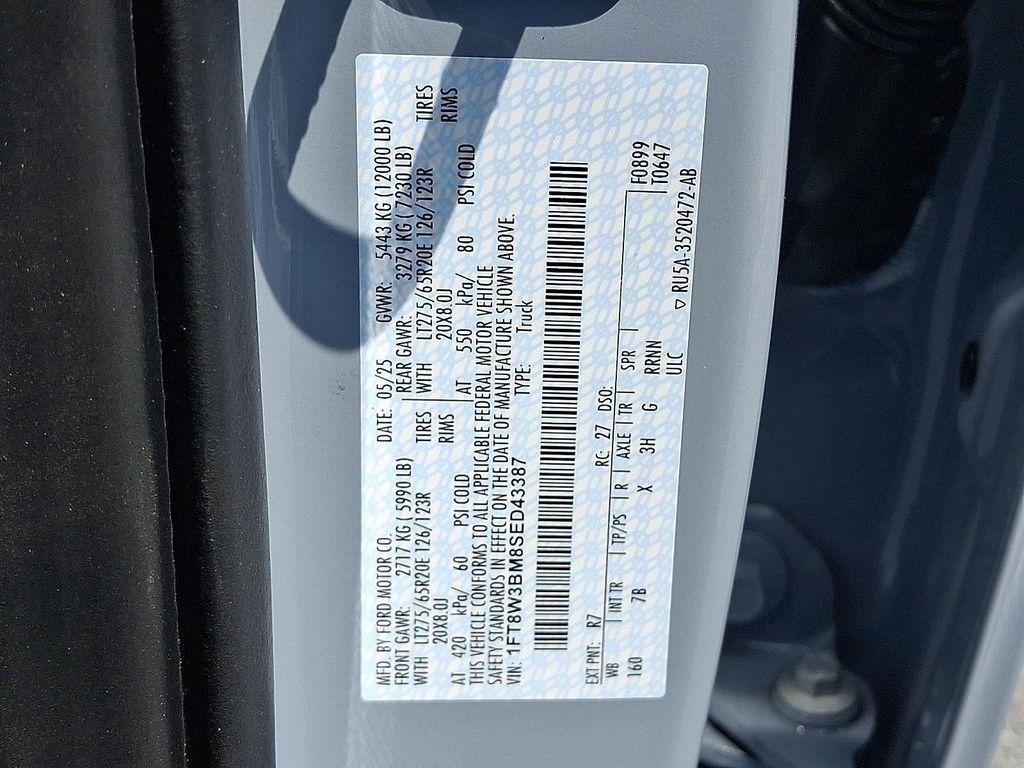 MFD. BY FORD MOTOR CO. DATE: 05/25 GVWR: 5443 KG (12000 LB)
FRONT GAWR: 2717 KG ( 5990 LB) REAR GAWR: 3279 KG ( 7230 LB)
WITH LT275/65R20E 126/123R TIRES WITH LT275/65R20E 126/123R TIRES
20X8.0J RIMS 20X8.0J RIMS
AT 420 kPa/ 60 PSI COLD AT 550 kPa/ 80 PSI COLD
THIS VEHICLE CONFORMS TO ALL APPLICABLE FEDERAL MOTOR VEHICLE
SAFETY STANDARDS IN EFFECT ON THE DATE OF MANUFACTURE SHOWN ABOVE.
VIN: 1FT8W3BM8SED43387 TYPE: Truck
EXT PNT: R7 RC: 27 DSO: F0899
WB INT TR TP/PS R AXLE TR SPR T0647
160 7B X 3H G RRNN
ULC ▽ RU5A-3520472-AB